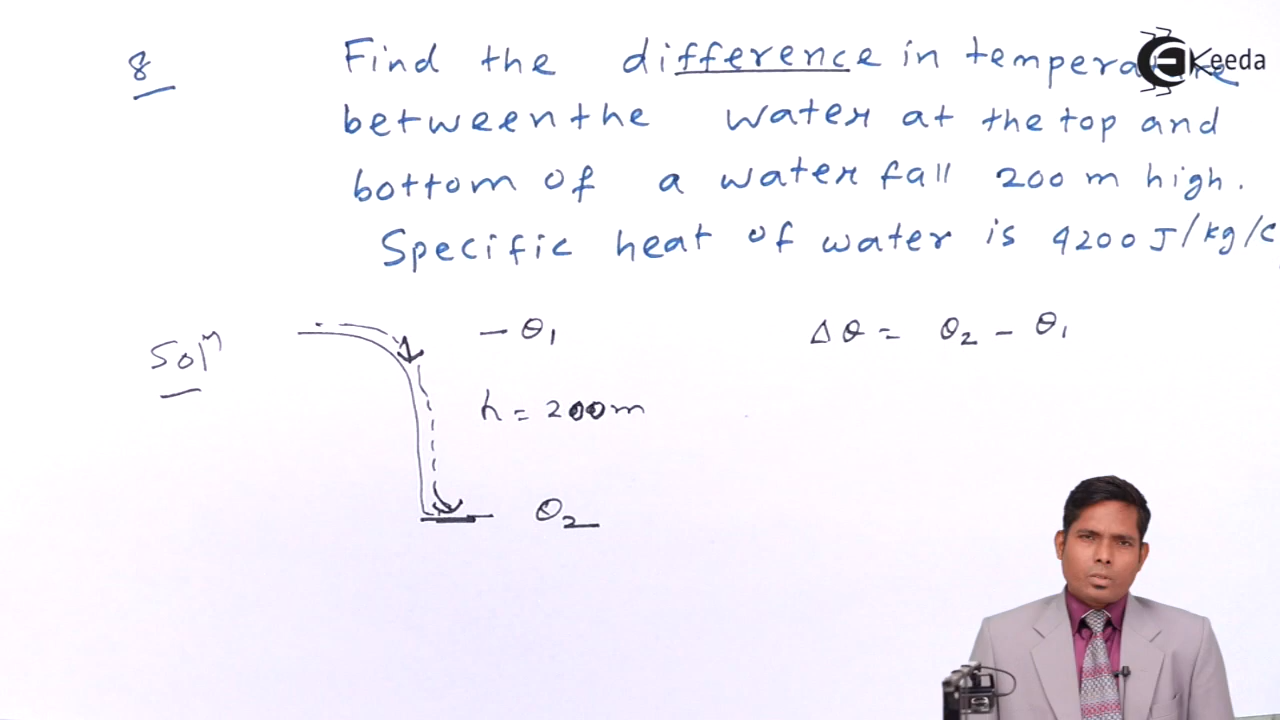 8 Find the difference in temperature
between the water at the top and
bottom of a water fall 200 m high.
Specific heat of water is 4200 J/kg/C
EKeeda
Solⁿ
— θ₁
Δθ = θ₂ - θ₁
h = 200m
θ₂